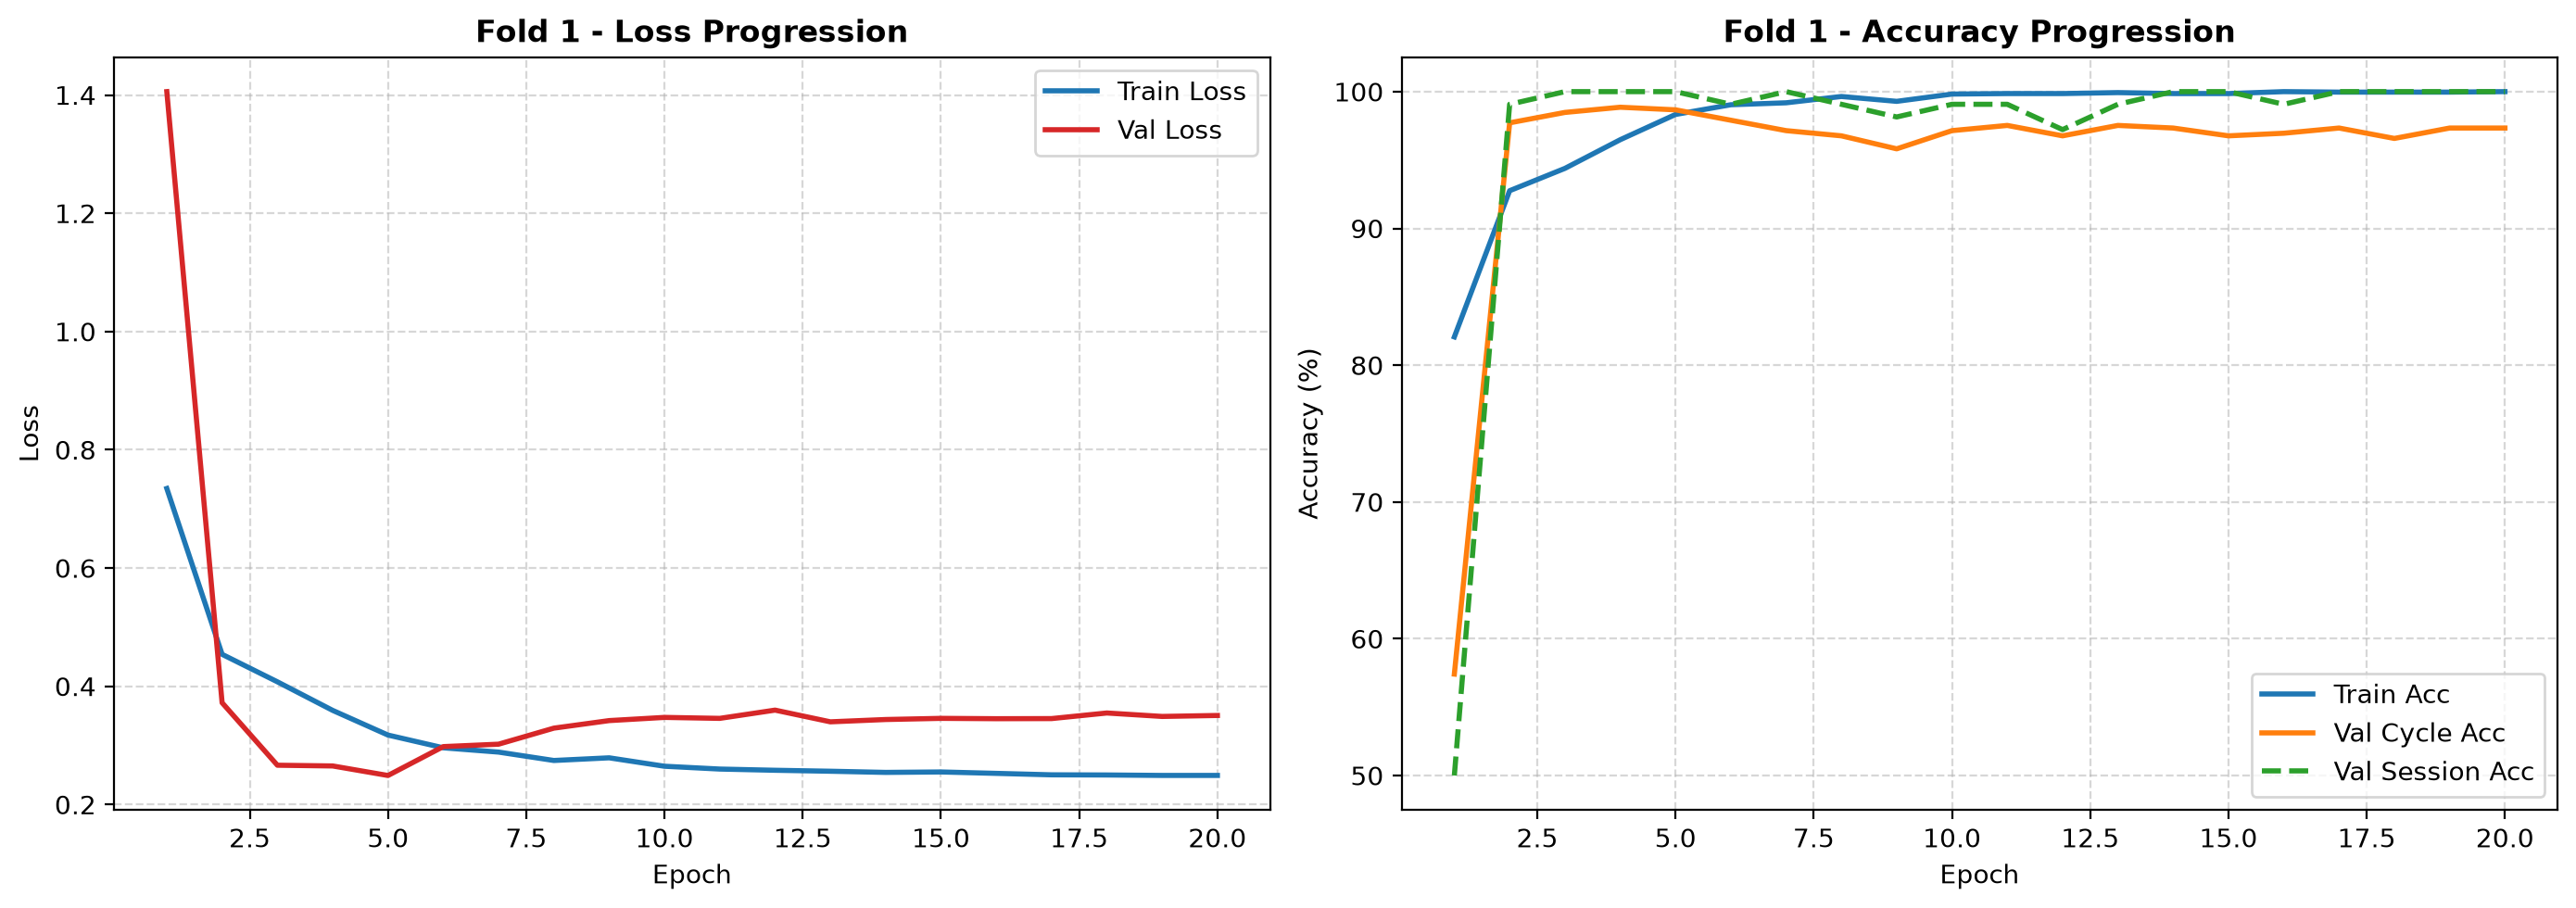 Fold 1 - Loss Progression
Loss
1.4
1.2
1.0
0.8
0.6
0.4
0.2
Train Loss
Val Loss
2.5 5.0 7.5 10.0 12.5 15.0 17.5 20.0
Epoch
Fold 1 - Accuracy Progression
Accuracy (%)
100
90
80
70
60
50
Train Acc
Val Cycle Acc
Val Session Acc
2.5 5.0 7.5 10.0 12.5 15.0 17.5 20.0
Epoch